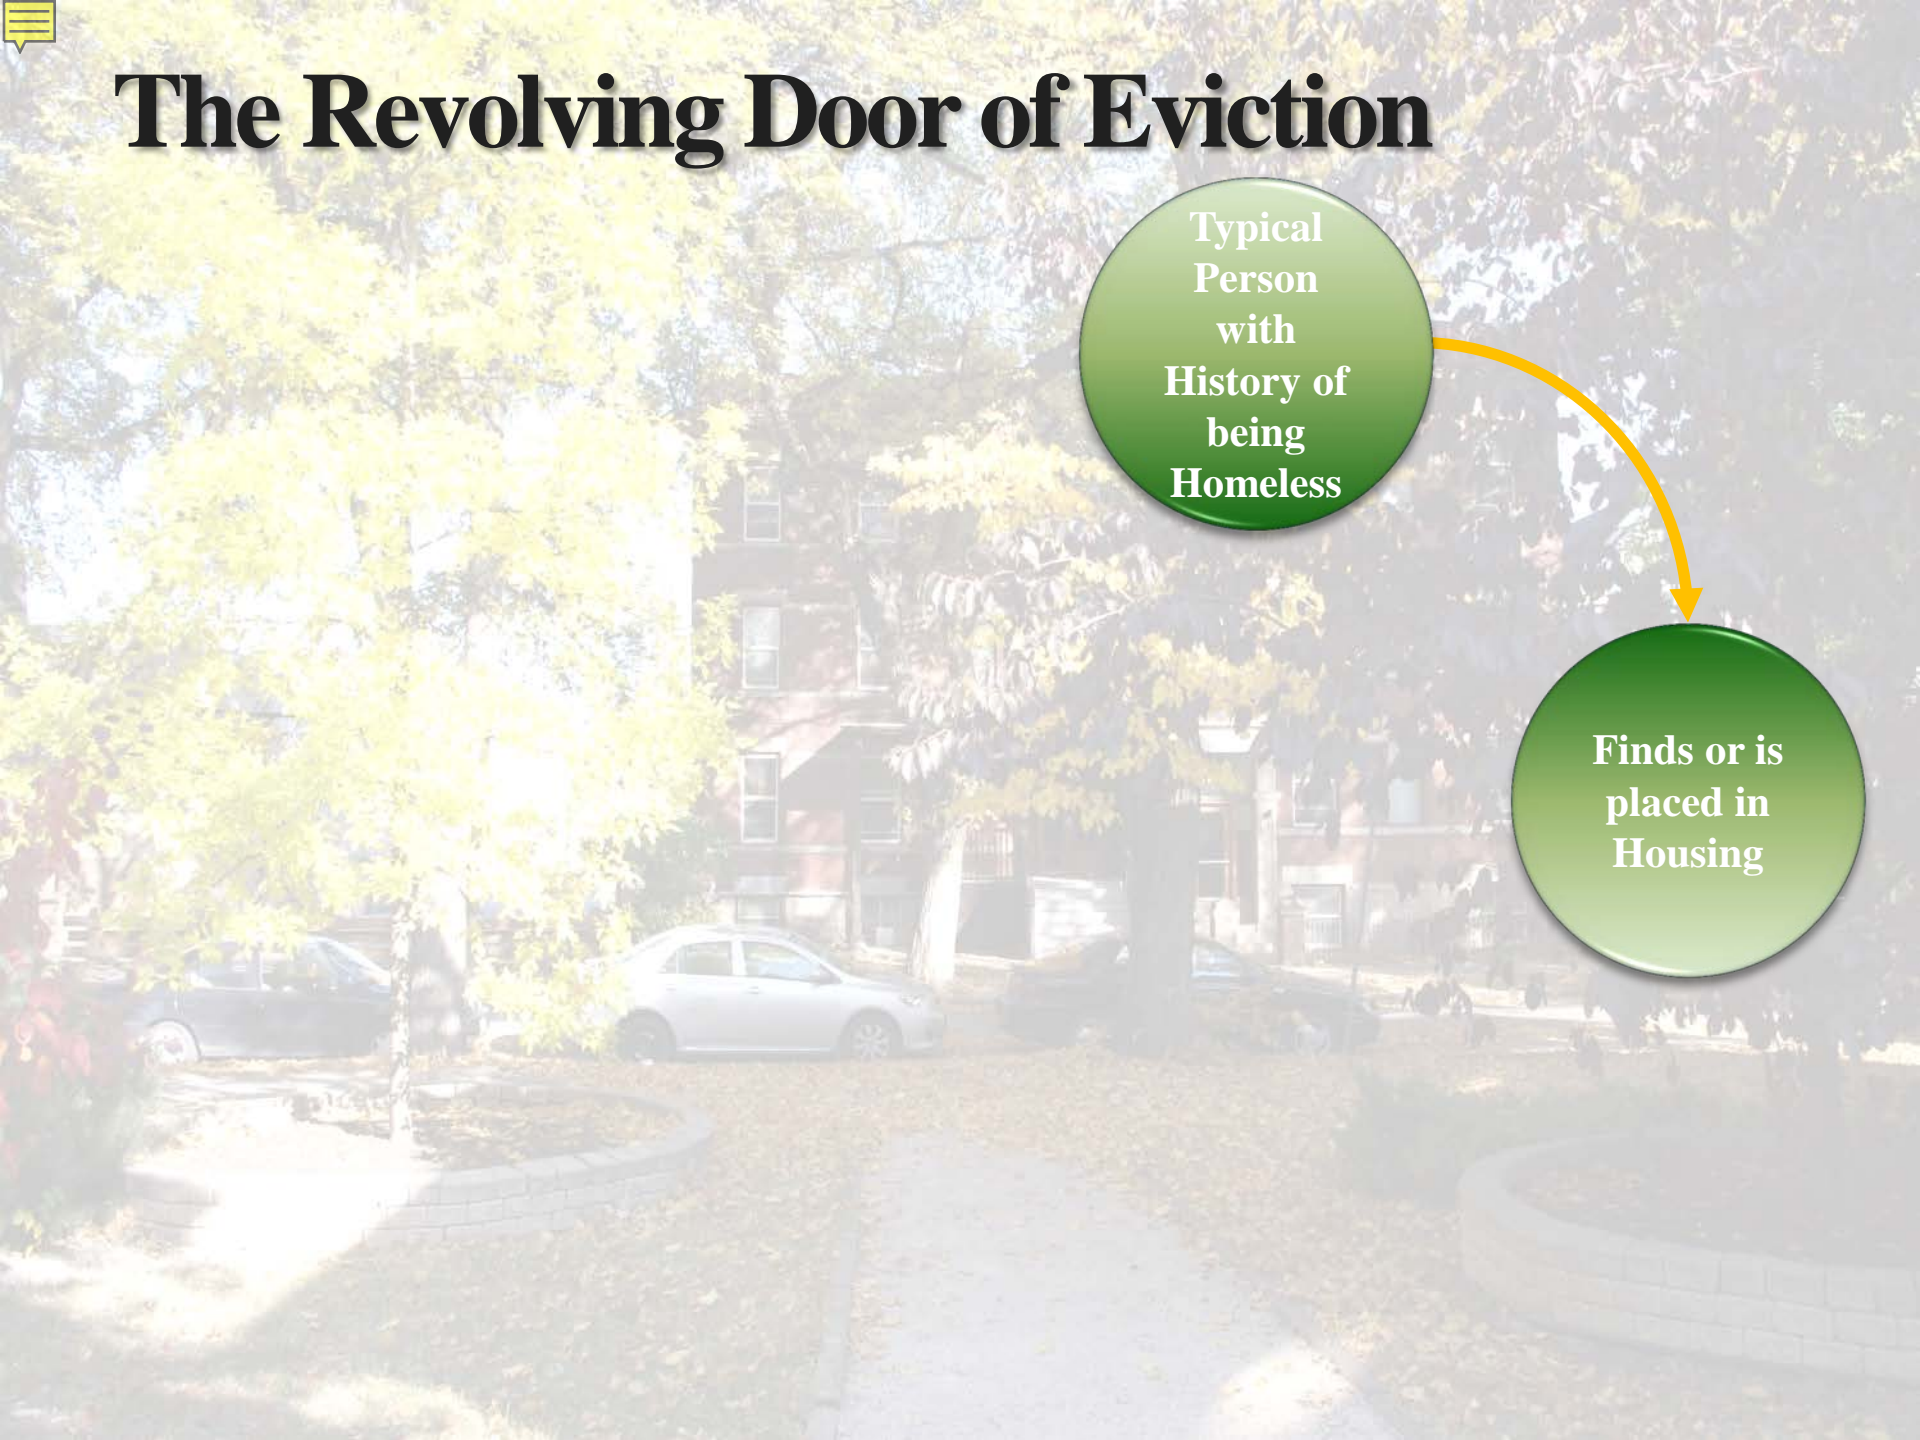 The Revolving Door of Eviction
Typical
Person
with
History of
being
Homeless
Finds or is
placed in
Housing